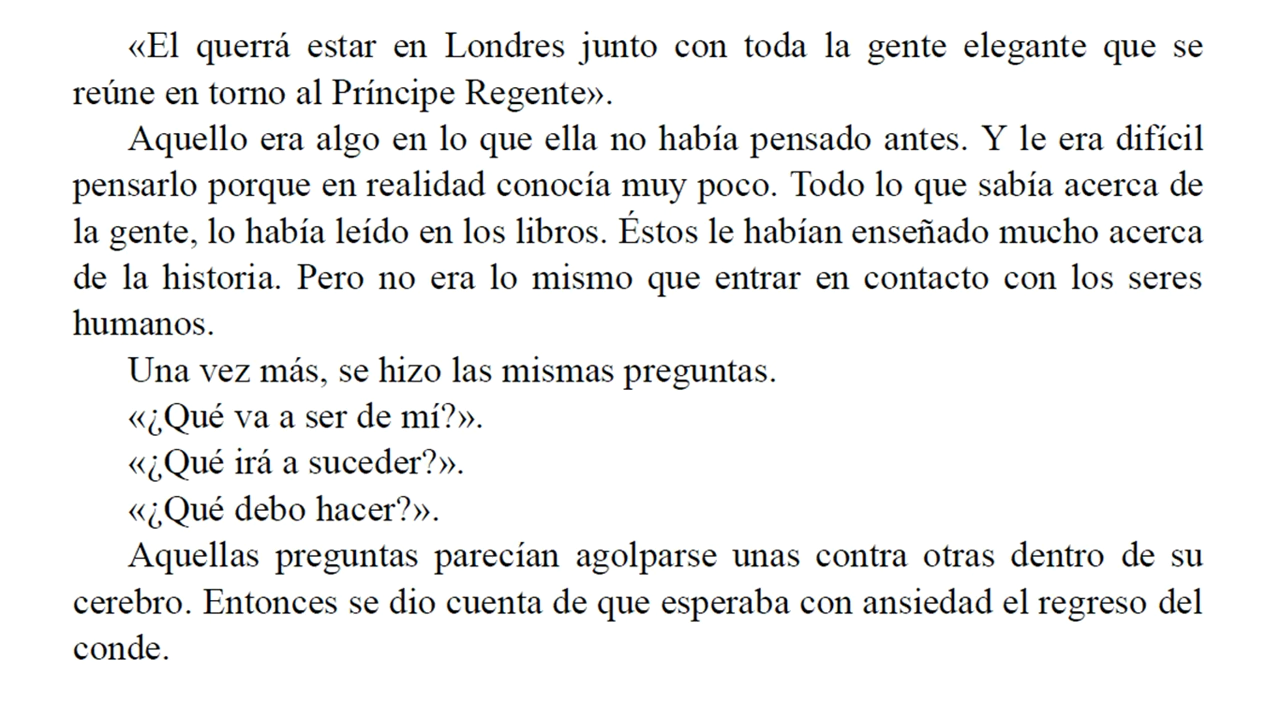 «El querrá estar en Londres junto con toda la gente elegante que se
reúne en torno al Príncipe Regente».
Aquello era algo en lo que ella no había pensado antes. Y le era difícil
pensarlo porque en realidad conocía muy poco. Todo lo que sabía acerca de
la gente, lo había leído en los libros. Éstos le habían enseñado mucho acerca
de la historia. Pero no era lo mismo que entrar en contacto con los seres
humanos.
Una vez más, se hizo las mismas preguntas.
«¿Qué va a ser de mí?».
«¿Qué irá a suceder?».
«¿Qué debo hacer?».
Aquellas preguntas parecían agolparse unas contra otras dentro de su
cerebro. Entonces se dio cuenta de que esperaba con ansiedad el regreso del
conde.